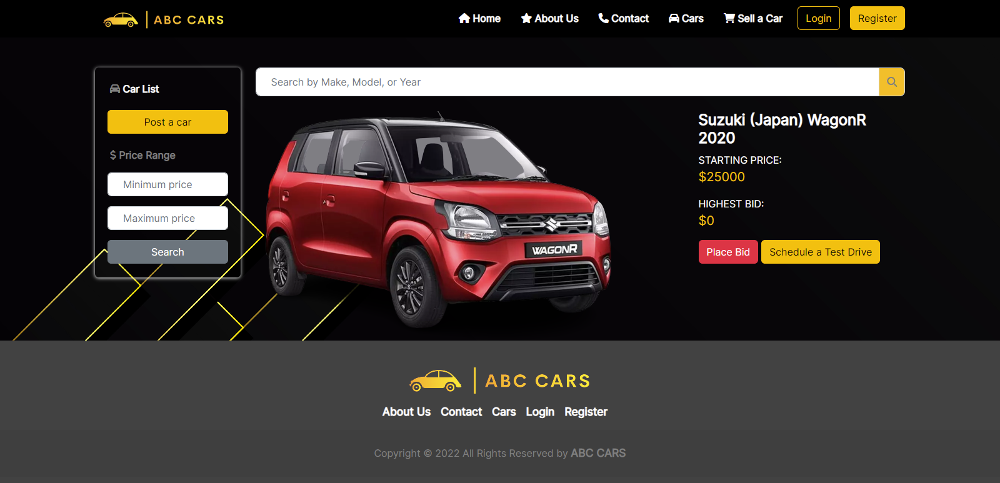 ABC CARS
Home
About Us
Contact
Cars
Sell a Car
Login
Register
Car List
Post a car
$ Price Range
Minimum price
Maximum price
Search
Search by Make, Model, or Year
WAGONR
Suzuki (Japan) WagonR
2020
STARTING PRICE:
$25000
HIGHEST BID:
$0
Place Bid
Schedule a Test Drive
ABC CARS
About Us
Contact
Cars
Login
Register
Copyright © 2022 All Rights Reserved by ABC CARS